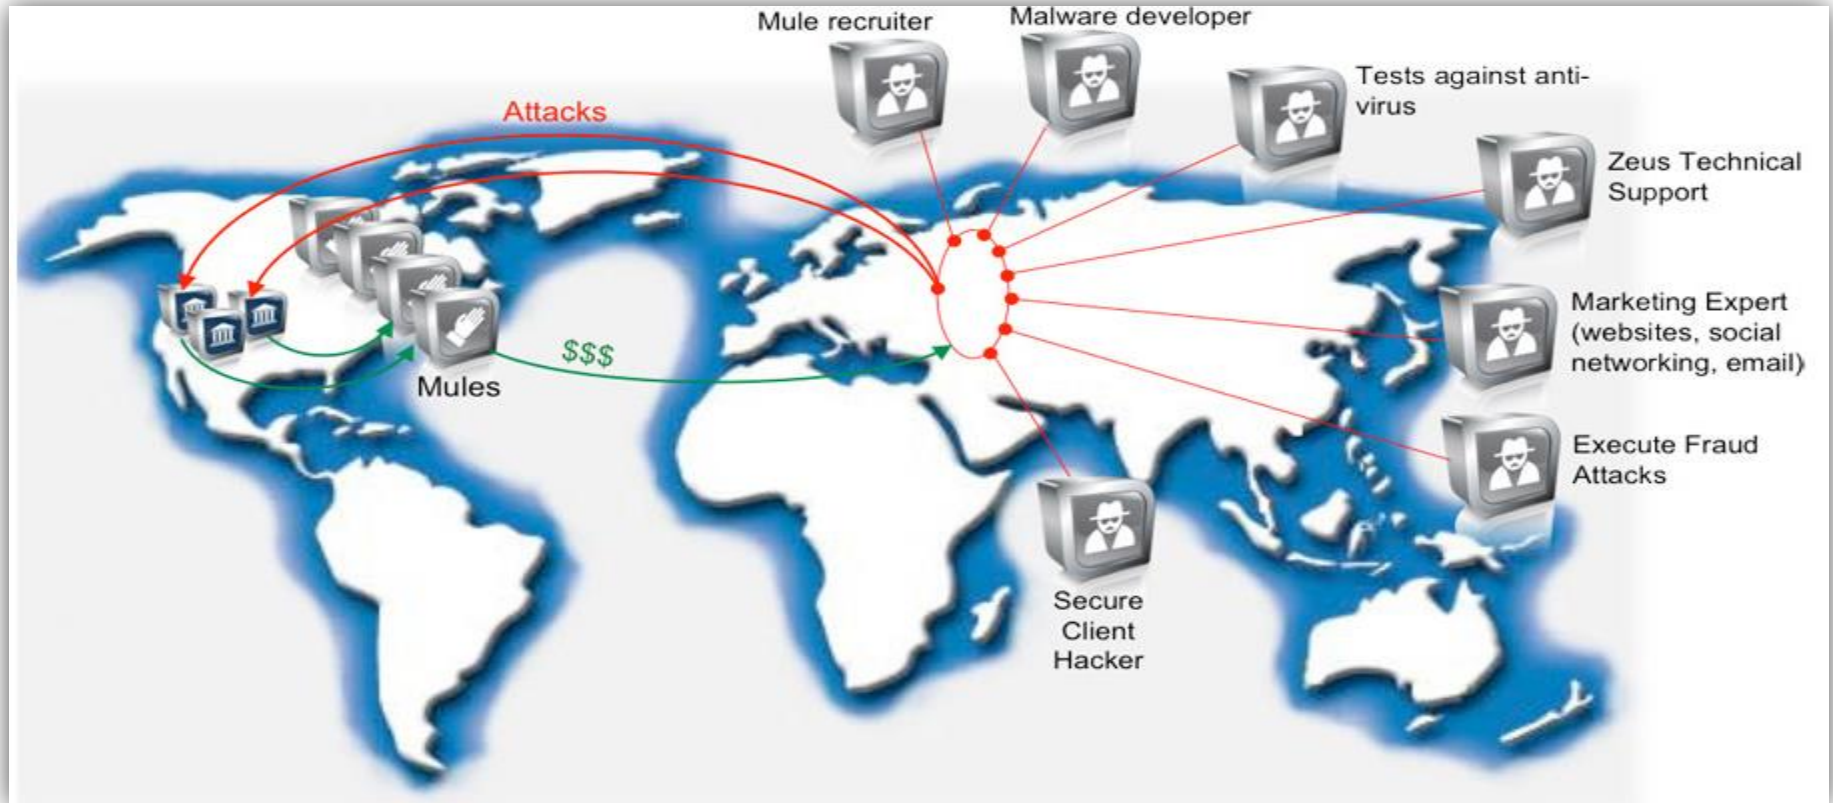 Mule recruiter
Malware developer
Attacks
Tests against anti-
virus
Zeus Technical
Support
Marketing Expert
(websites, social
networking, email)
$$$
Mules
Execute Fraud
Attacks
Secure
Client
Hacker